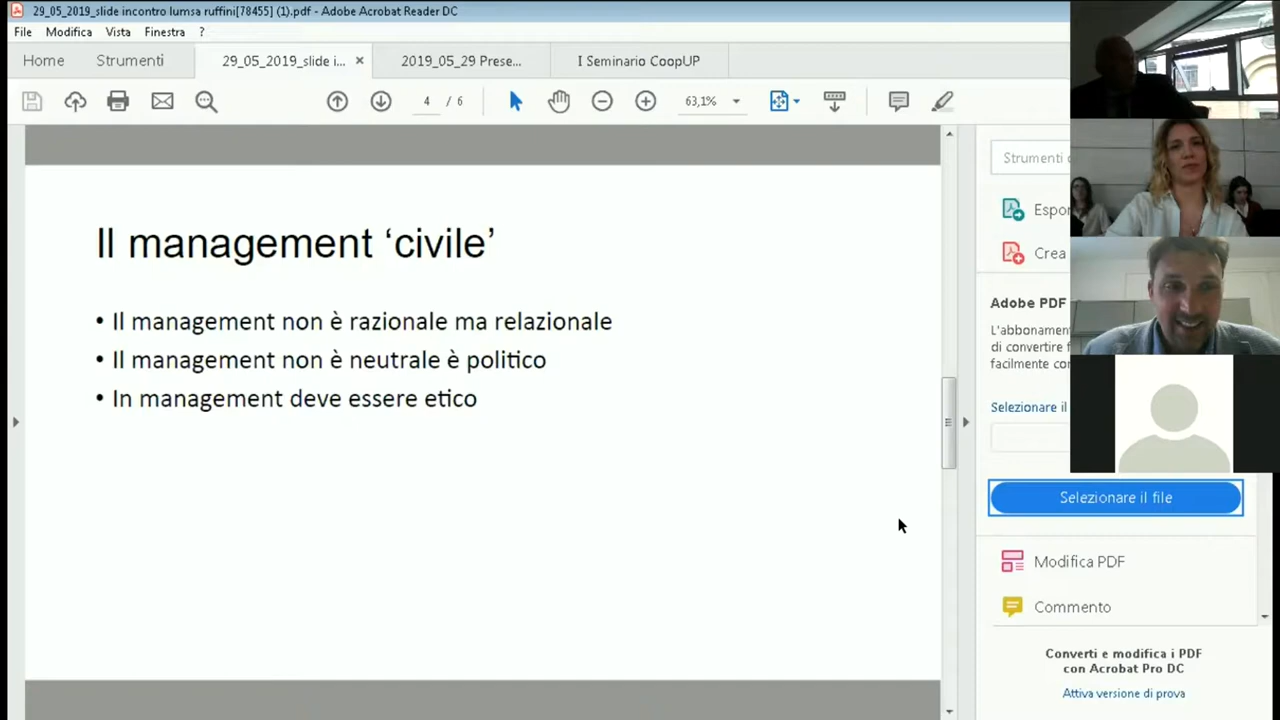 29_05_2019_slide incontro lumsa ruffini[78455] (1).pdf - Adobe Acrobat Reader DC
File Modifica Vista Finestra ?
Home Strumenti 29_05_2019_slide i... × 2019_05_29 Prese... I Seminario CoopUP
4 / 6 63,1%
Strumenti
Il management ‘civile’
• Il management non è razionale ma relazionale
• Il management non è neutrale è politico
• In management deve essere etico
Espor
Crea
Adobe PDF
L'abbonamen
di convertire f
facilmente co
Selezionare il
Selezionare il file
Modifica PDF
Commento
Converti e modifica i PDF
con Acrobat Pro DC
Attiva versione di prova